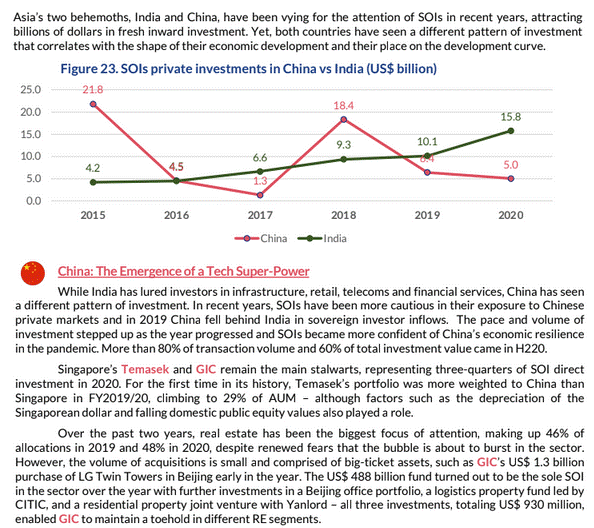 Asia's two behemoths, India and China, have been vying for the attention of SOIs in recent years, attracting
billions of dollars in fresh inward investment. Yet, both countries have seen a different pattern of investment
that correlates with the shape of their economic development and their place on the development curve.
Figure 23. SOIs private investments in China vs India (US$ billion)
25.0
20.0
15.0
10.0
5.0
0.0
21.8
4.2
4.5
6.6
1.3
18.4
9.3
10.1
6.4
15.8
5.0
2015 2016 2017 2018 2019 2020
China India
China: The Emergence of a Tech Super-Power
While India has lured investors in infrastructure, retail, telecoms and financial services, China has seen
a different pattern of investment. In recent years, SOIs have been more cautious in their exposure to Chinese
private markets and in 2019 China fell behind India in sovereign investor inflows. The pace and volume of
investment stepped up as the year progressed and SOIs became more confident of China's economic resilience
in the pandemic. More than 80% of transaction volume and 60% of total investment value came in H220.
Singapore's Temasek and GIC remain the main stalwarts, representing three-quarters of SOI direct
investment in 2020. For the first time in its history, Temasek's portfolio was more weighted to China than
Singapore in FY2019/20, climbing to 29% of AUM – although factors such as the depreciation of the
Singaporean dollar and falling domestic public equity values also played a role.
Over the past two years, real estate has been the biggest focus of attention, making up 46% of
allocations in 2019 and 48% in 2020, despite renewed fears that the bubble is about to burst in the sector.
However, the volume of acquisitions is small and comprised of big-ticket assets, such as GIC's US$ 1.3 billion
purchase of LG Twin Towers in Beijing early in the year. The US$ 488 billion fund turned out to be the sole SOI
in the sector over the year with further investments in a Beijing office portfolio, a logistics property fund led by
CITIC, and a residential property joint venture with Yanlord – all three investments, totaling US$ 930 million,
enabled GIC to maintain a toehold in different RE segments.